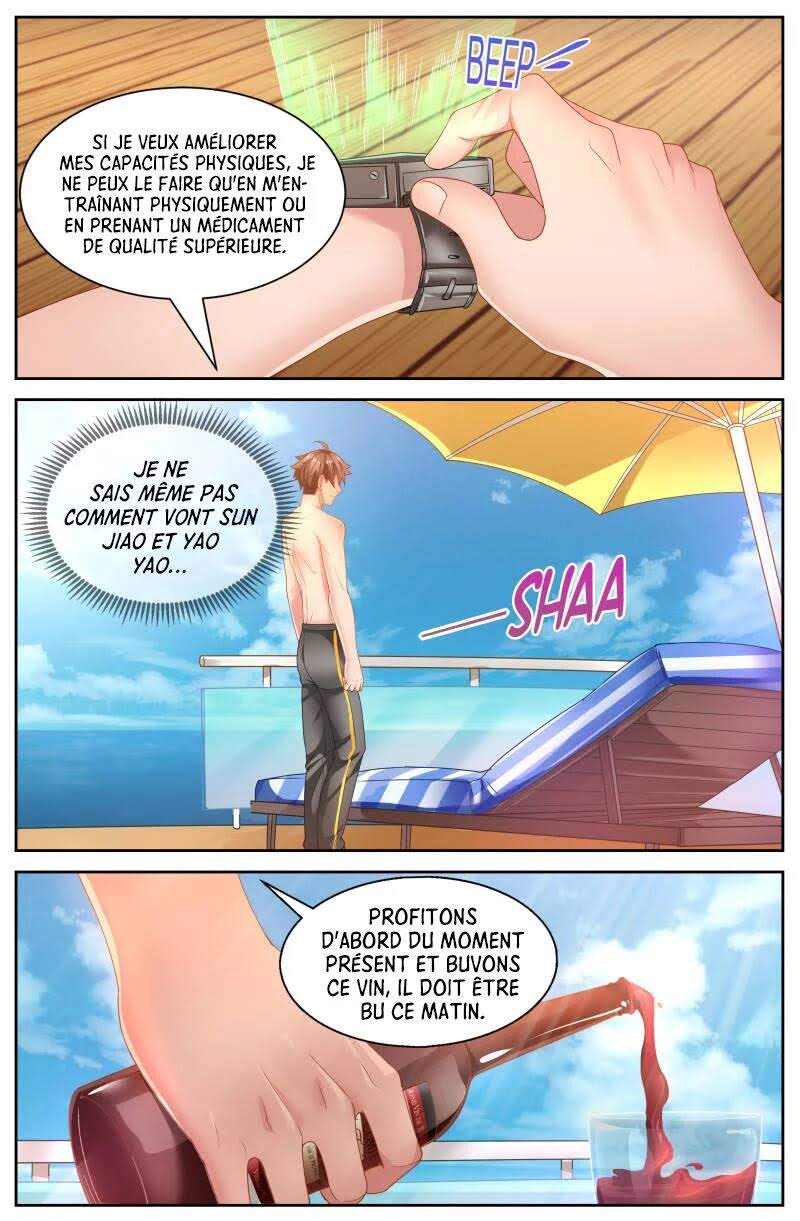 BEEP
SI JE VEUX AMÉLIORER
MES CAPACITÉS PHYSIQUES, JE
NE PEUX LE FAIRE QU'EN M'EN-
TRAÎNANT PHYSIQUEMENT OU
EN PRENANT UN MÉDICAMENT
DE QUALITÉ SUPÉRIEURE.
JE NE
SAIS MÊME PAS
COMMENT VONT SUN
JIAO ET YAO
YAO...
SHAA
PROFITONS
D'ABORD DU MOMENT
PRÉSENT ET BUVONS
CE VIN, IL DOIT ÊTRE
BU CE MATIN.